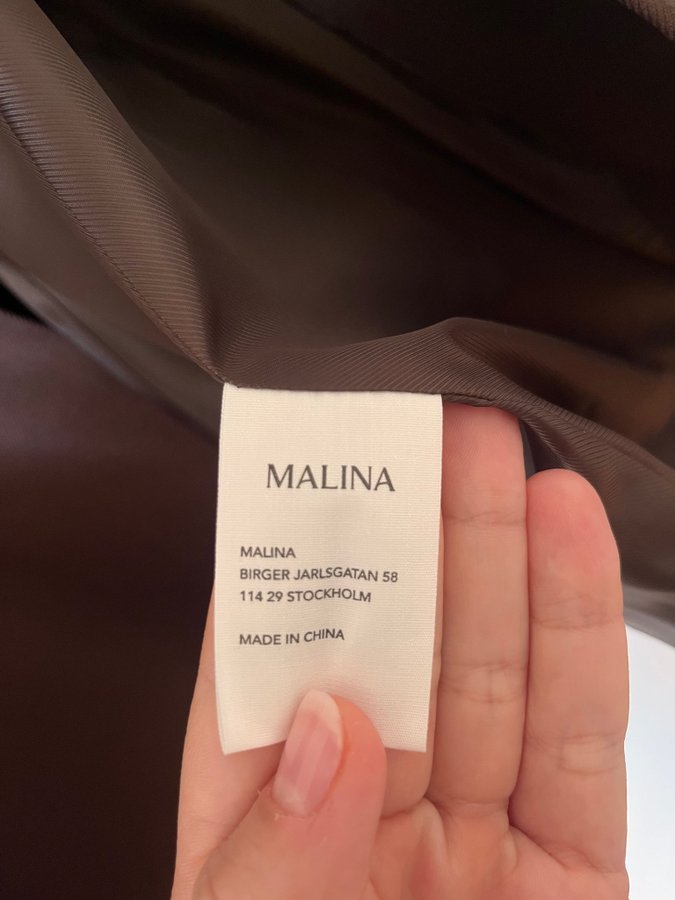 MALINA
MALINA
BIRGER JARLSGATAN 58
114 29 STOCKHOLM
MADE IN CHINA